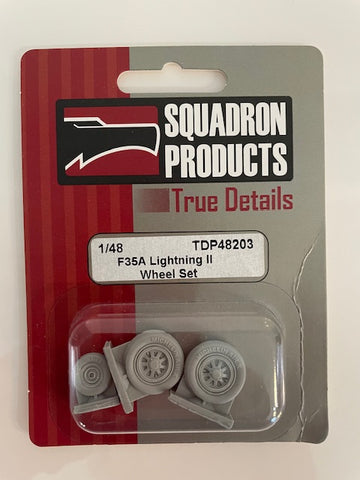 SQUADRON
PRODUCTS
True Details
1/48 TDP48203
F35A Lightning II
Wheel Set